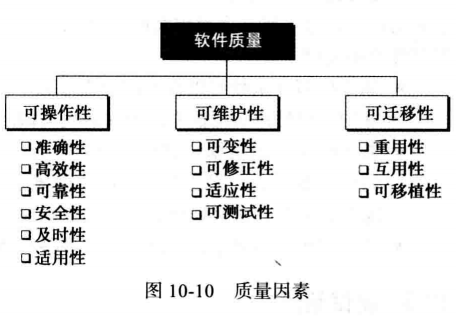 软件质量
可操作性
准确性
高效性
可靠性
安全性
及时性
适用性
可维护性
可变性
可修正性
适应性
可测试性
可迁移性
重用性
互用性
可移植性
图 10-10 质量因素